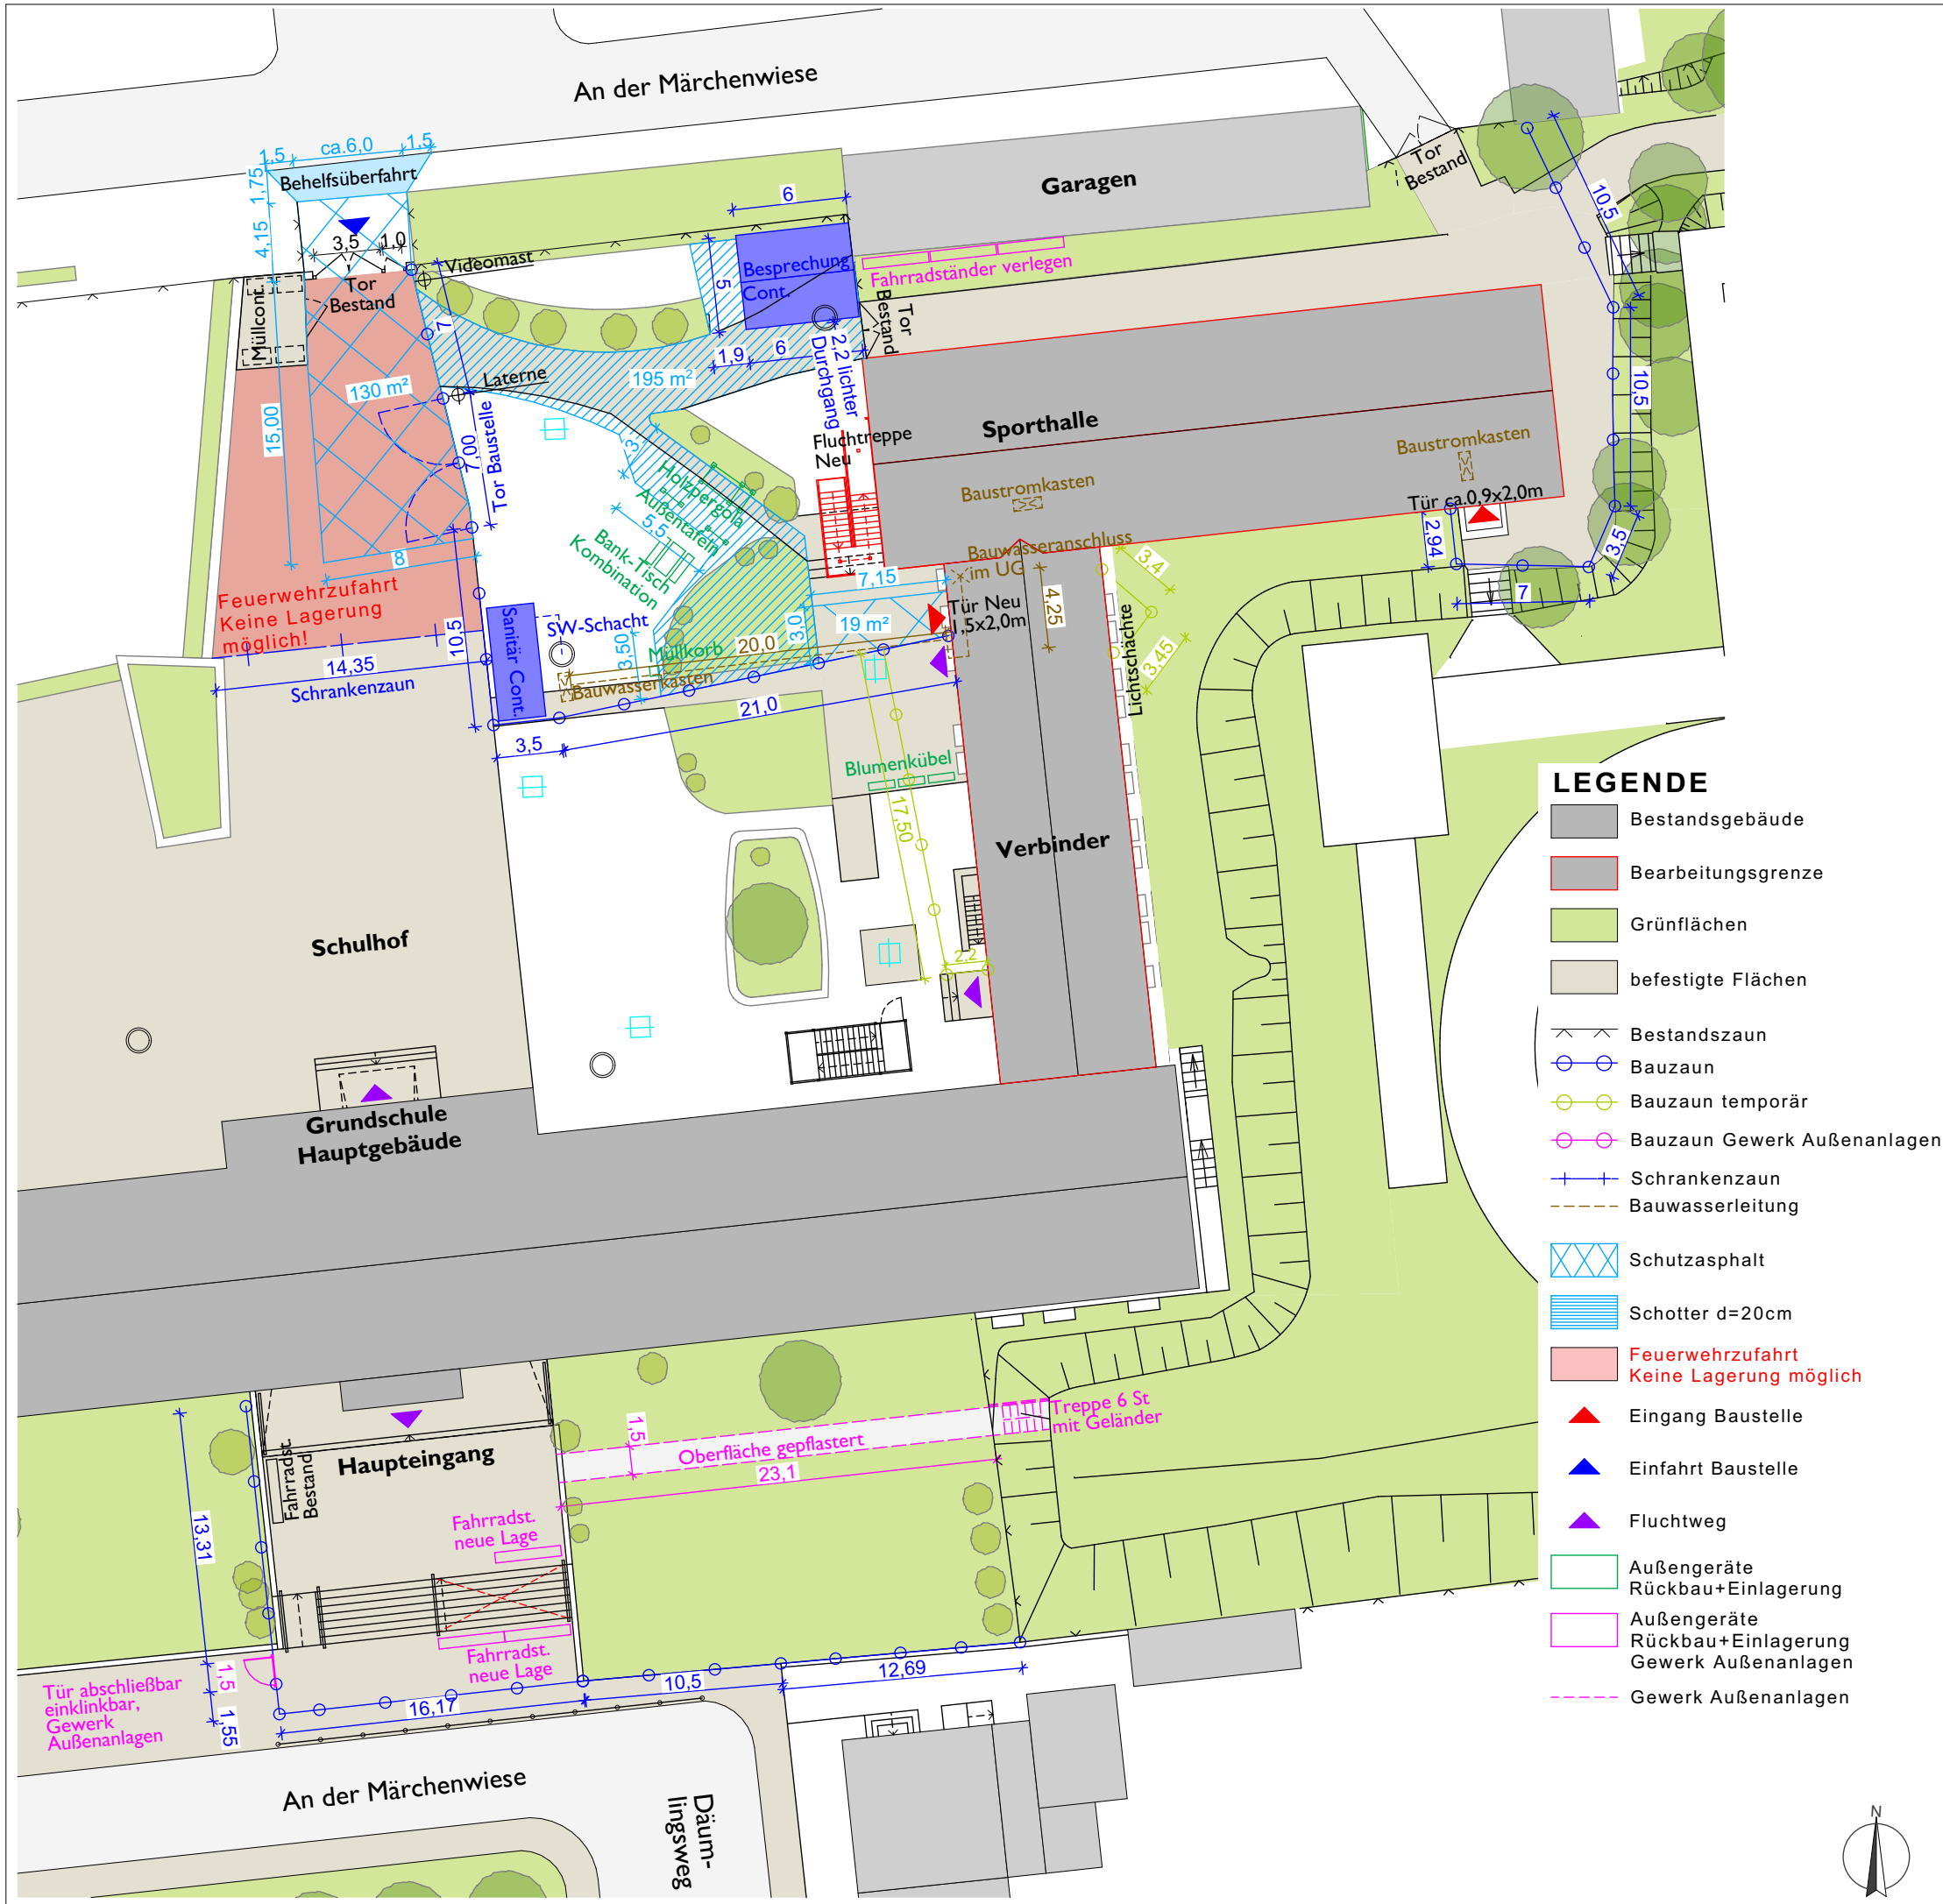 An der Märchenwiese
1,5
ca.6,0
1,5
1,75
Behelfsüberfahrt
4,15
3,5
1,0
Videomast
Tor
Bestand
Müllcont.
7
Laterne
130 m²
195 m²
15,00
7,00
Tor Baustelle
8
Feuerwehrzufahrt
Keine Lagerung
möglich!
14,35
Schrankenzaun
10,5
6
Besprechung
Cont.
5
1,9
6
2,2 lichter
Durchgang
Tor
Bestand
Garagen
Fahrradständer verlegen
Tor
Bestand
10,5
10,5
3,5
7
2,94
Sporthalle
Fluchtreppe
Neu
Baustromkasten
Baustromkasten
Tür ca.0,9x2,0m
Bauwasseranschluss
im UG
3
Holzpergola
Außentafeln
5,5
Bank-Tisch
Kombination
7,15
19 m²
3,0
Tür Neu
1,5x2,0m
4,25
3,4
3,45
Lichtschächte
Sanitär Cont.
SW-Schacht
3,50
Müllkorb
20,0
Bauwasserkasten
21,0
3,5
Blumenkübel
17,50
2,2
Verbinder
Schulhof
Grundschule
Hauptgebäude
Haupteingang
Fahrradst.
Bestand
13,31
1,5
1,55
Fahrradst.
neue Lage
Fahrradst.
neue Lage
1,5
Oberfläche gepflastert
23,1
Treppe 6 St
mit Geländer
Tür abschließbar
einklinkbar,
Gewerk
Außenanlagen
16,17
10,5
12,69
An der Märchenwiese
Däum-
lingsweg
LEGENDE
Bestandsgebäude
Bearbeitungsgrenze
Grünflächen
befestigte Flächen
Bestandszaun
Bauzaun
Bauzaun temporär
Bauzaun Gewerk Außenanlagen
Schrankenzaun
Bauwasserleitung
Schutzasphalt
Schotter d=20cm
Feuerwehrzufahrt
Keine Lagerung möglich
Eingang Baustelle
Einfahrt Baustelle
Fluchtweg
Außengeräte
Rückbau+Einlagerung
Außengeräte
Rückbau+Einlagerung
Gewerk Außenanlagen
Gewerk Außenanlagen
N